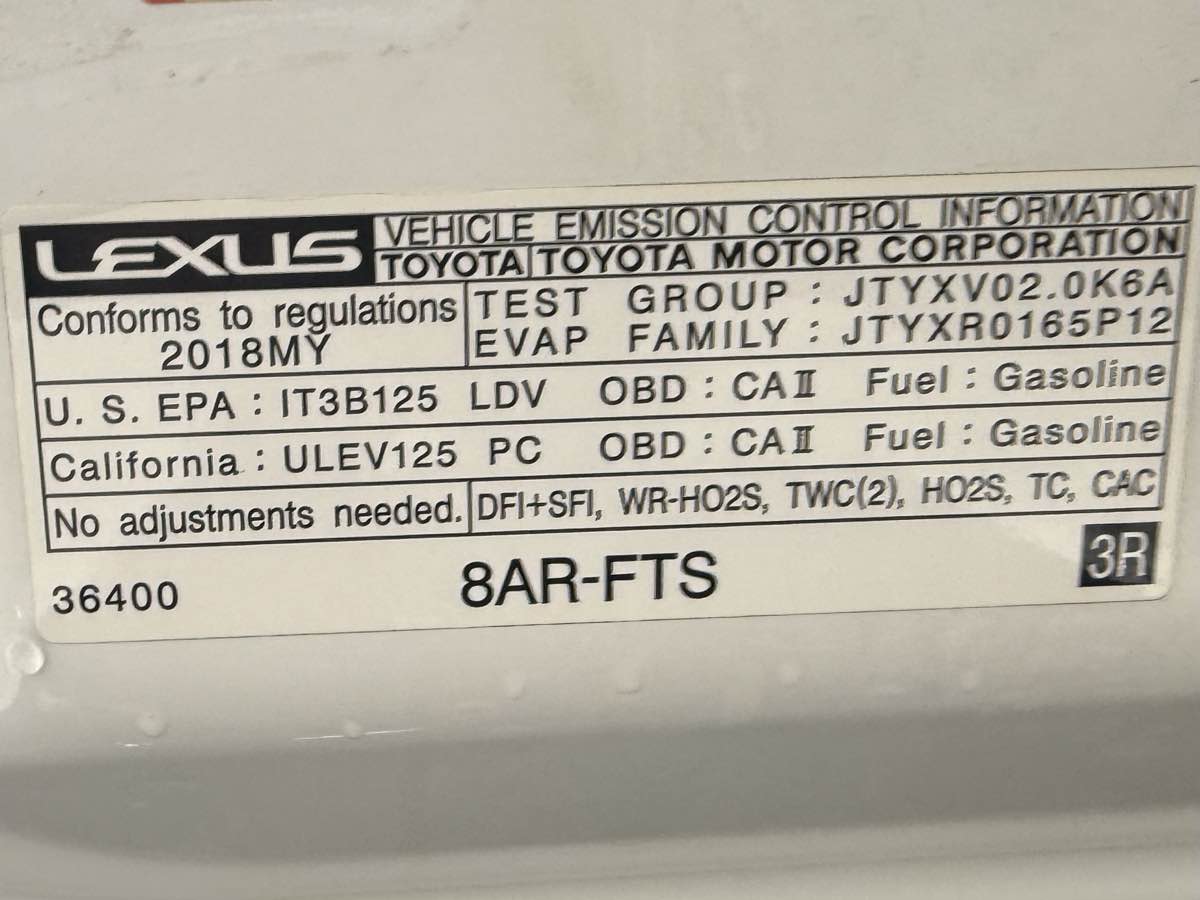 LEXUS VEHICLE EMISSION CONTROL INFORMATION
TOYOTA TOYOTA MOTOR CORPORATION
Conforms to regulations
2018MY
TEST GROUP : JTYXV02.0K6A
EVAP FAMILY : JTYXR0165P12
U. S. EPA : IT3B125 LDV OBD : CAⅡ Fuel : Gasoline
California : ULEV125 PC OBD : CAⅡ Fuel : Gasoline
No adjustments needed. DFI+SFI, WR-HO2S, TWC(2), HO2S, TC, CAC
36400 8AR-FTS 3R